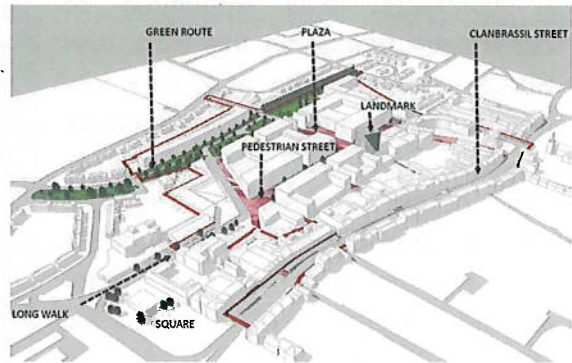 GREEN ROUTE
PLAZA
CLANBRASSIL STREET
LANDMARK
PEDESTRIAN STREET
LONG WALK
SQUARE